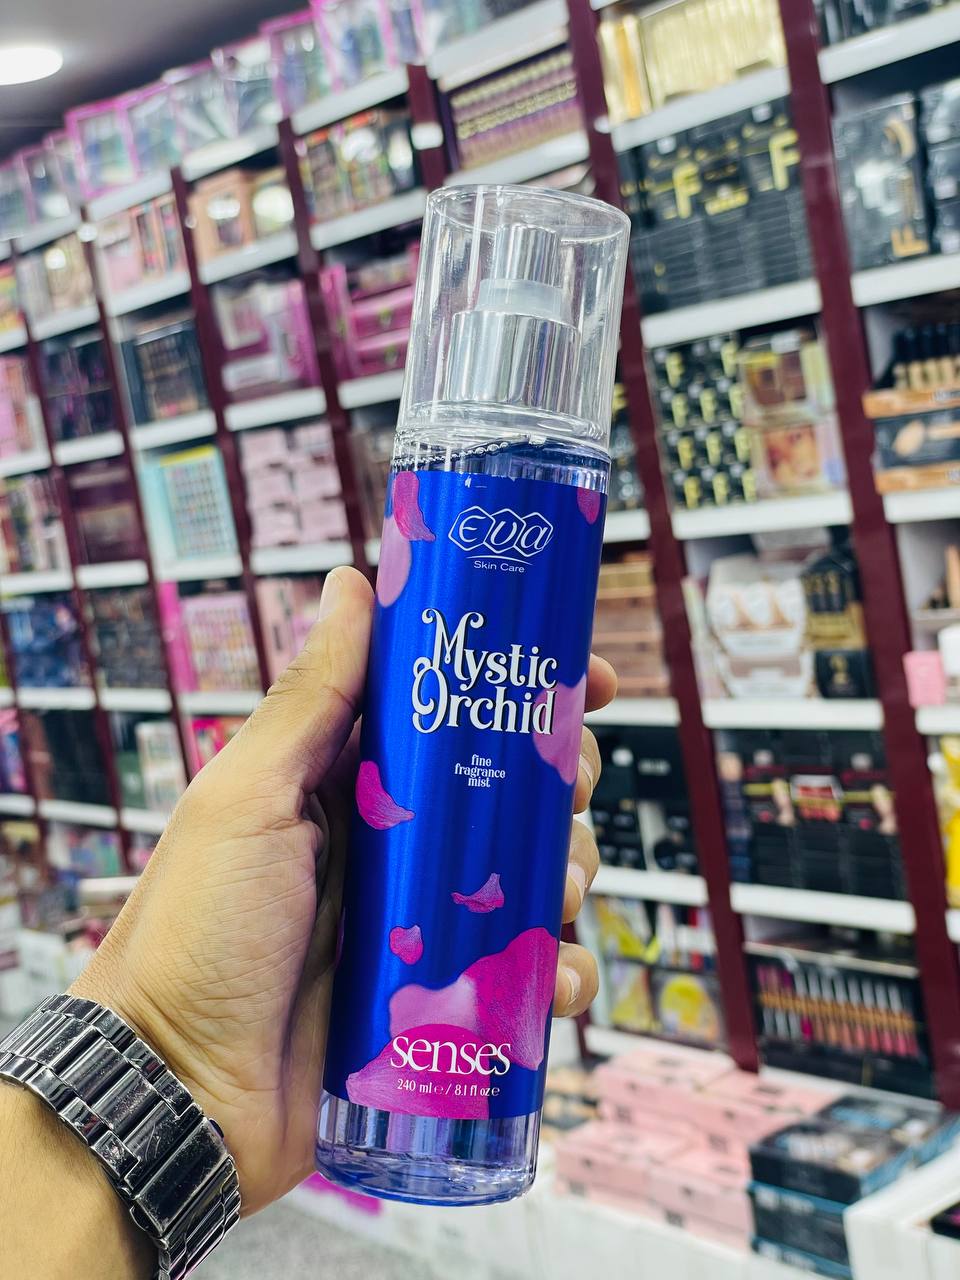 EVA
Skin Care
Mystic
Orchid
fine
fragrance
mist
senses
240 ml e / 8.1 fl oz e
F
F